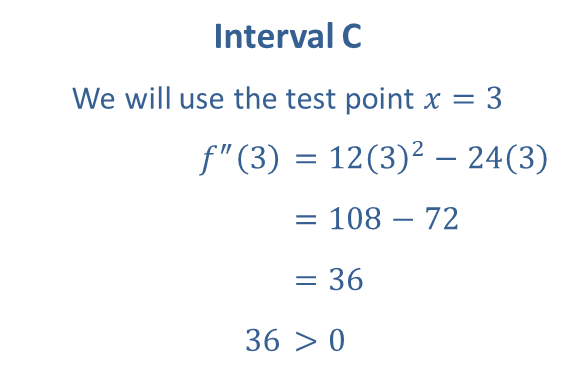 Interval C
We will use the test point x = 3
f″(3) = 12(3)² − 24(3)
= 108 − 72
= 36
36 > 0